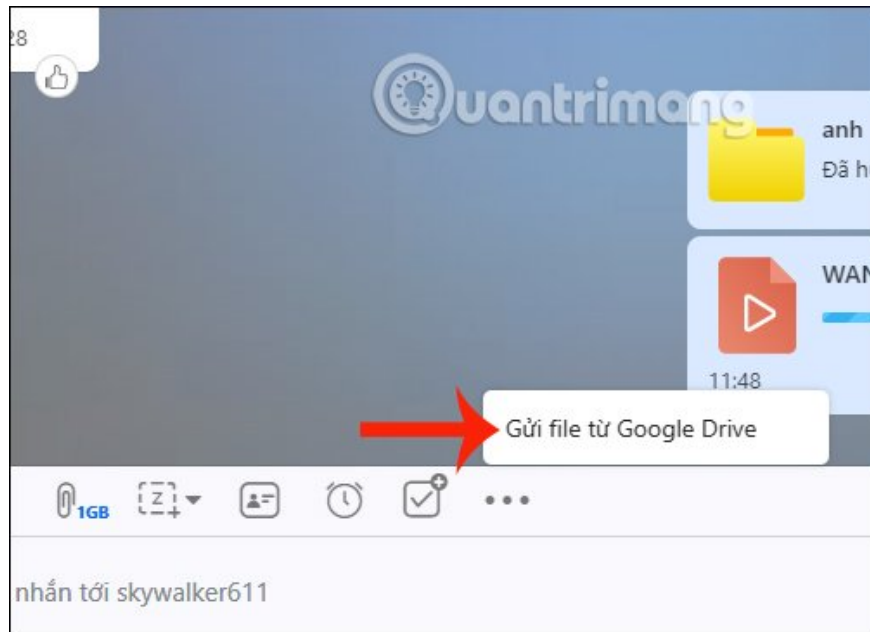 28
Quantrimang
anh
Đã h
WAN
11:48
Gửi file từ Google Drive
1GB
Z
nhắn tới skywalker611